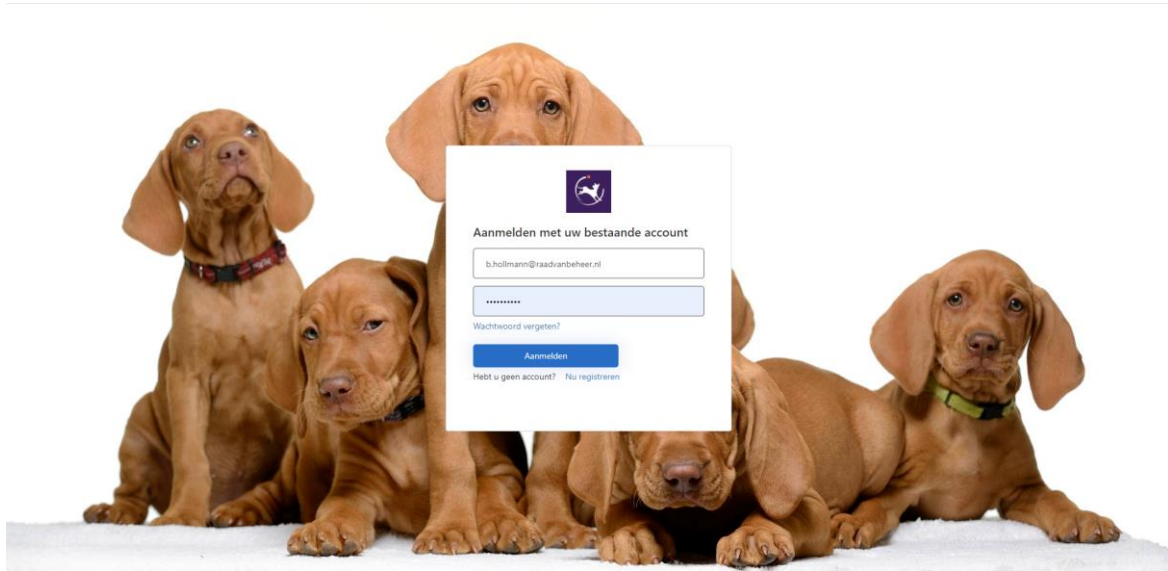 Aanmelden met uw bestaande account
b.hollmann@raadvanbeheer.nl
••••••••••
Wachtwoord vergeten?
Aanmelden
Hebt u geen account? Nu registreren